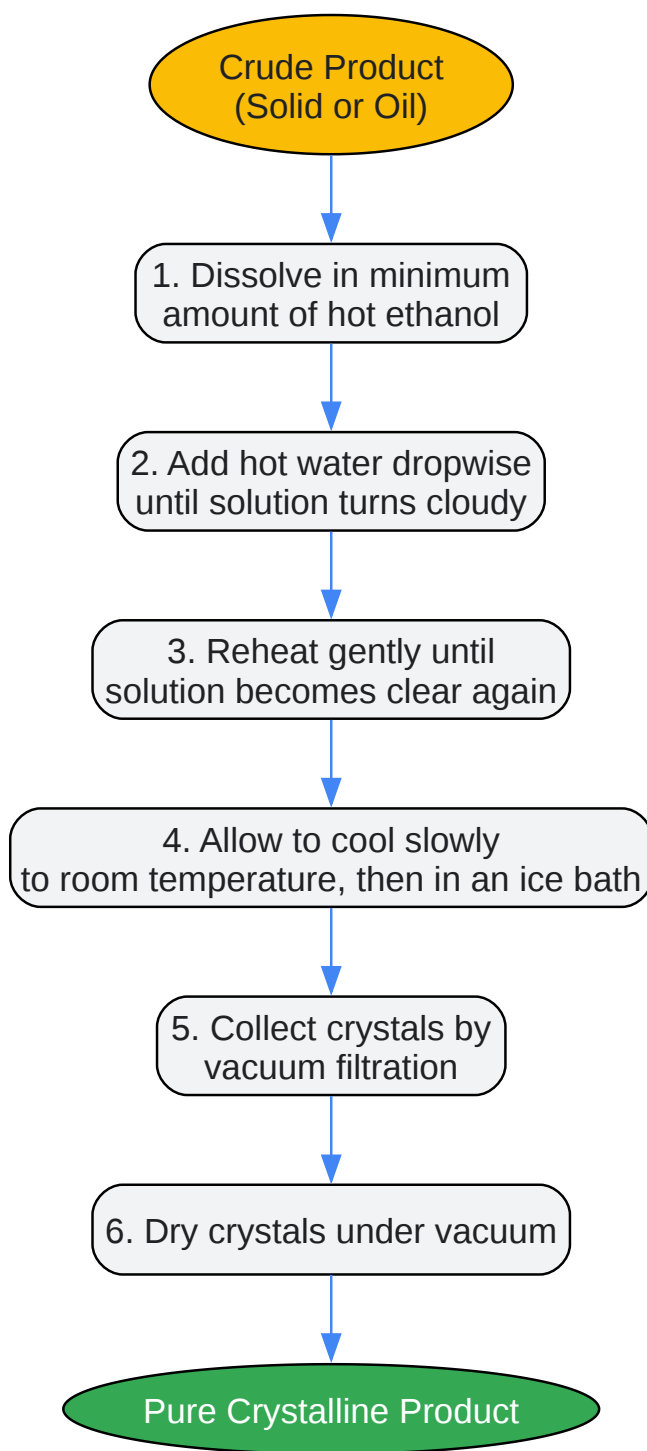 Crude Product
(Solid or Oil)
1. Dissolve in minimum
amount of hot ethanol
2. Add hot water dropwise
until solution turns cloudy
3. Reheat gently until
solution becomes clear again
4. Allow to cool slowly
to room temperature, then in an ice bath
5. Collect crystals by
vacuum filtration
6. Dry crystals under vacuum
Pure Crystalline Product